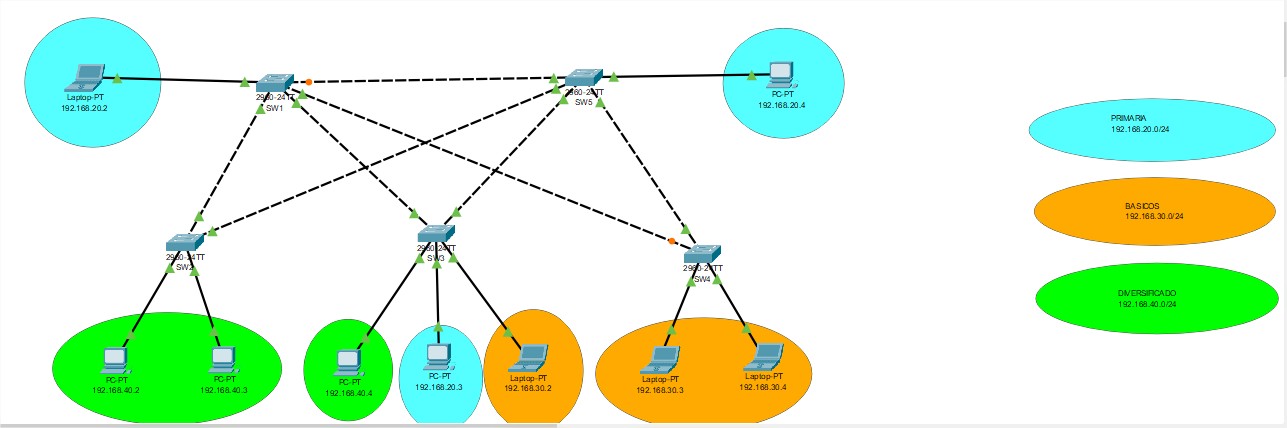 Laptop-PT
192.168.20.2
2960-24TT
SW1
2960-24TT
SW5
PC-PT
192.168.20.4
PRIMARIA
192.168.20.0/24
BASICOS
192.168.30.0/24
DIVERSIFICADO
192.168.40.0/24
2960-24TT
SW2
2960-24TT
SW3
2960-24TT
SW4
PC-PT
192.168.40.2
PC-PT
192.168.40.3
PC-PT
192.168.40.4
PC-PT
192.168.20.3
Laptop-PT
192.168.30.2
Laptop-PT
192.168.30.3
Laptop-PT
192.168.30.4